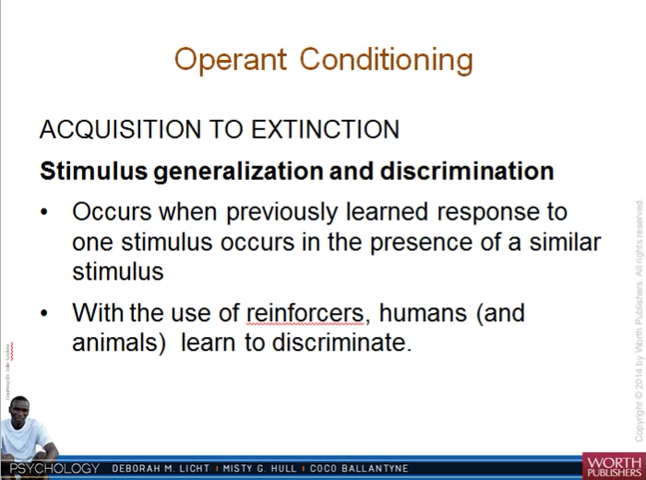 Operant Conditioning
ACQUISITION TO EXTINCTION
Stimulus generalization and discrimination
• Occurs when previously learned response to
one stimulus occurs in the presence of a similar
stimulus
• With the use of reinforcers, humans (and
animals) learn to discriminate.
Copyright © 2014 by Worth Publishers. All rights reserved
PSYCHOLOGY DEBORAH M. LICHT | MISTY G. HULL | COCO BALLANTYNE
WORTH
PUBLISHERS